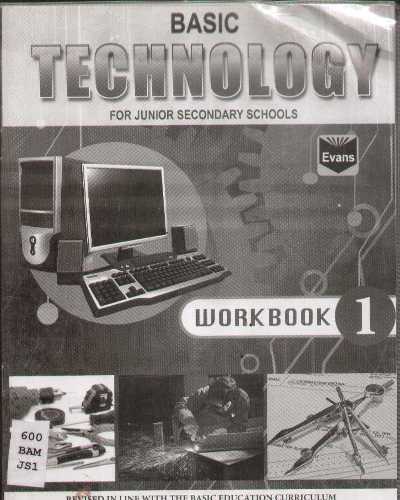 BASIC
TECHNOLOGY
FOR JUNIOR SECONDARY SCHOOLS
Evans
WORKBOOK 1
600
BAM
JS1
REVISED IN LINE WITH THE BASIC EDUCATION CURRICULUM